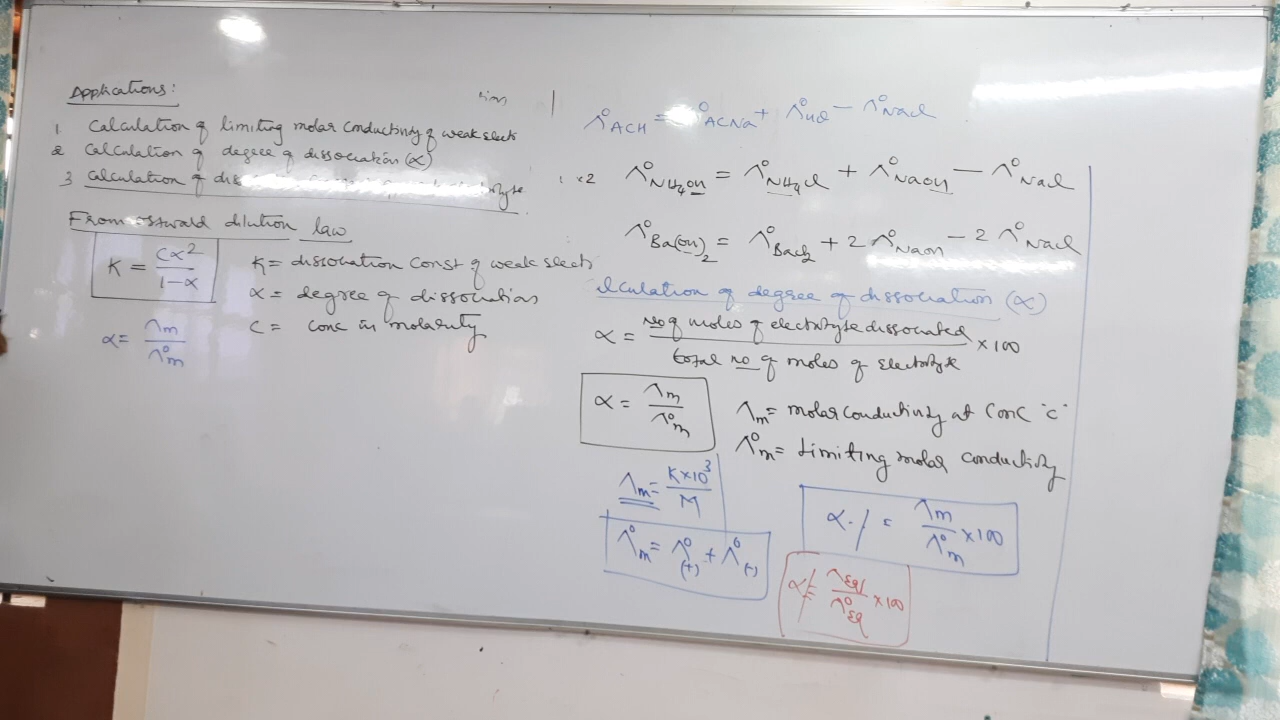 Applications:
1 Calculation of limiting molar conductivity of weak elects
2 Calculation of degree of dissociation (α)
3 Calculation of
From ostwald dilution law
K = Cα² / 1-α
K = dissociation const of weak elects
α = degree of dissociation
C = conc in molarity
α = Λm / Λ°m
Λ°ACH = Λ°ACNa + Λ°HCl - Λ°NaCl
×2 Λ°NH4OH = Λ°NH4Cl + Λ°NaOH - Λ°NaCl
Λ°Ba(OH)2 = Λ°BaCl2 + 2 Λ°NaOH - 2 Λ°NaCl
lculation of degree of dissociation (α)
α = No of moles of electrolyte dissociated / total no of moles of electrolyte × 100
α = Λm / Λ°m
Λm = molar conductivity at conc "c"
Λ°m = Limiting molar conductivity
Λm = K×10³ / M
Λ°m = Λ°(+) + Λ°(-)
α % = Λm / Λ°m × 100
α % = ΛEq / Λ°Eq × 100